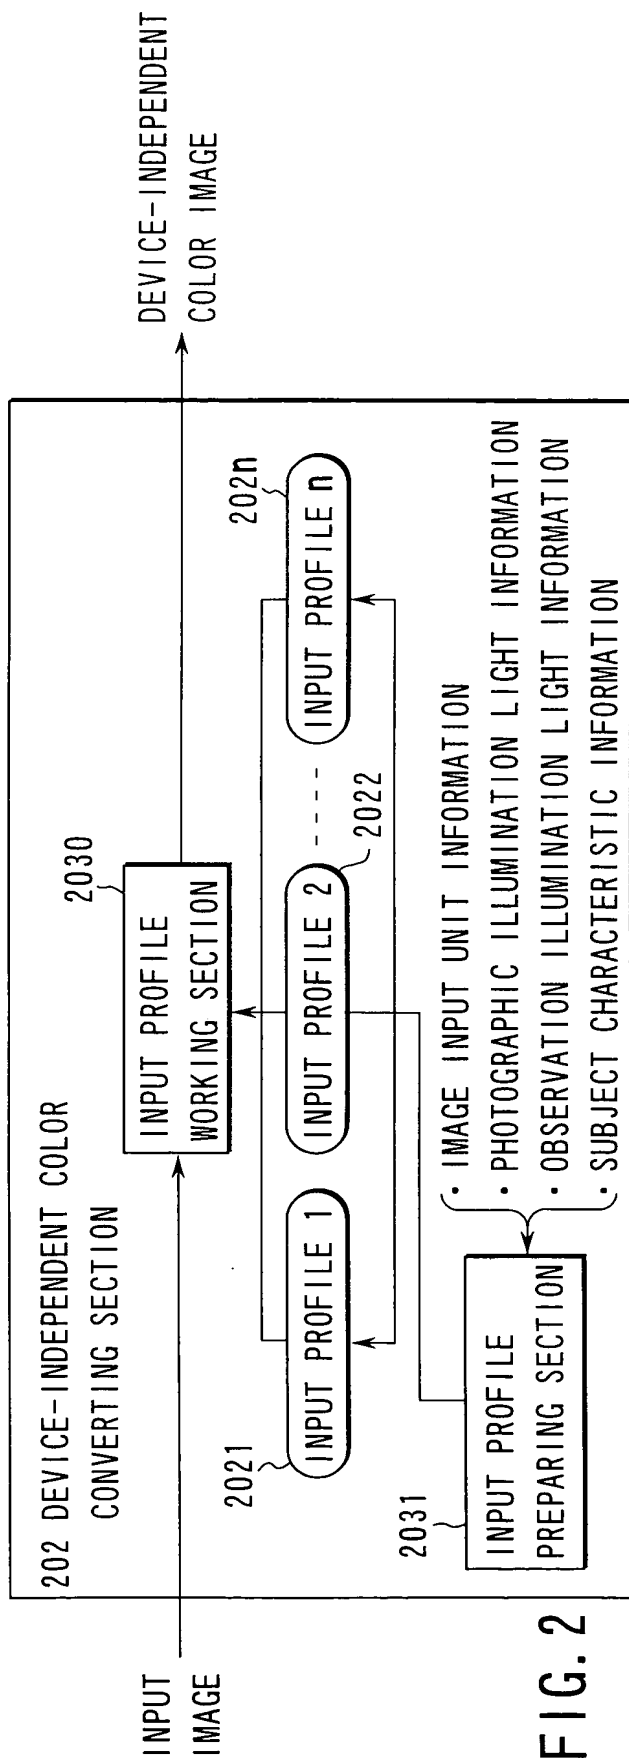 INPUT
IMAGE
202 DEVICE-INDEPENDENT COLOR
CONVERTING SECTION
2030
INPUT PROFILE
WORKING SECTION
DEVICE-INDEPENDENT
COLOR IMAGE
2021
INPUT PROFILE 1
INPUT PROFILE 2
2022
202n
INPUT PROFILE n
2031
INPUT PROFILE
PREPARING SECTION
· IMAGE INPUT UNIT INFORMATION
· PHOTOGRAPHIC ILLUMINATION LIGHT INFORMATION
· OBSERVATION ILLUMINATION LIGHT INFORMATION
· SUBJECT CHARACTERISTIC INFORMATION
FIG. 2